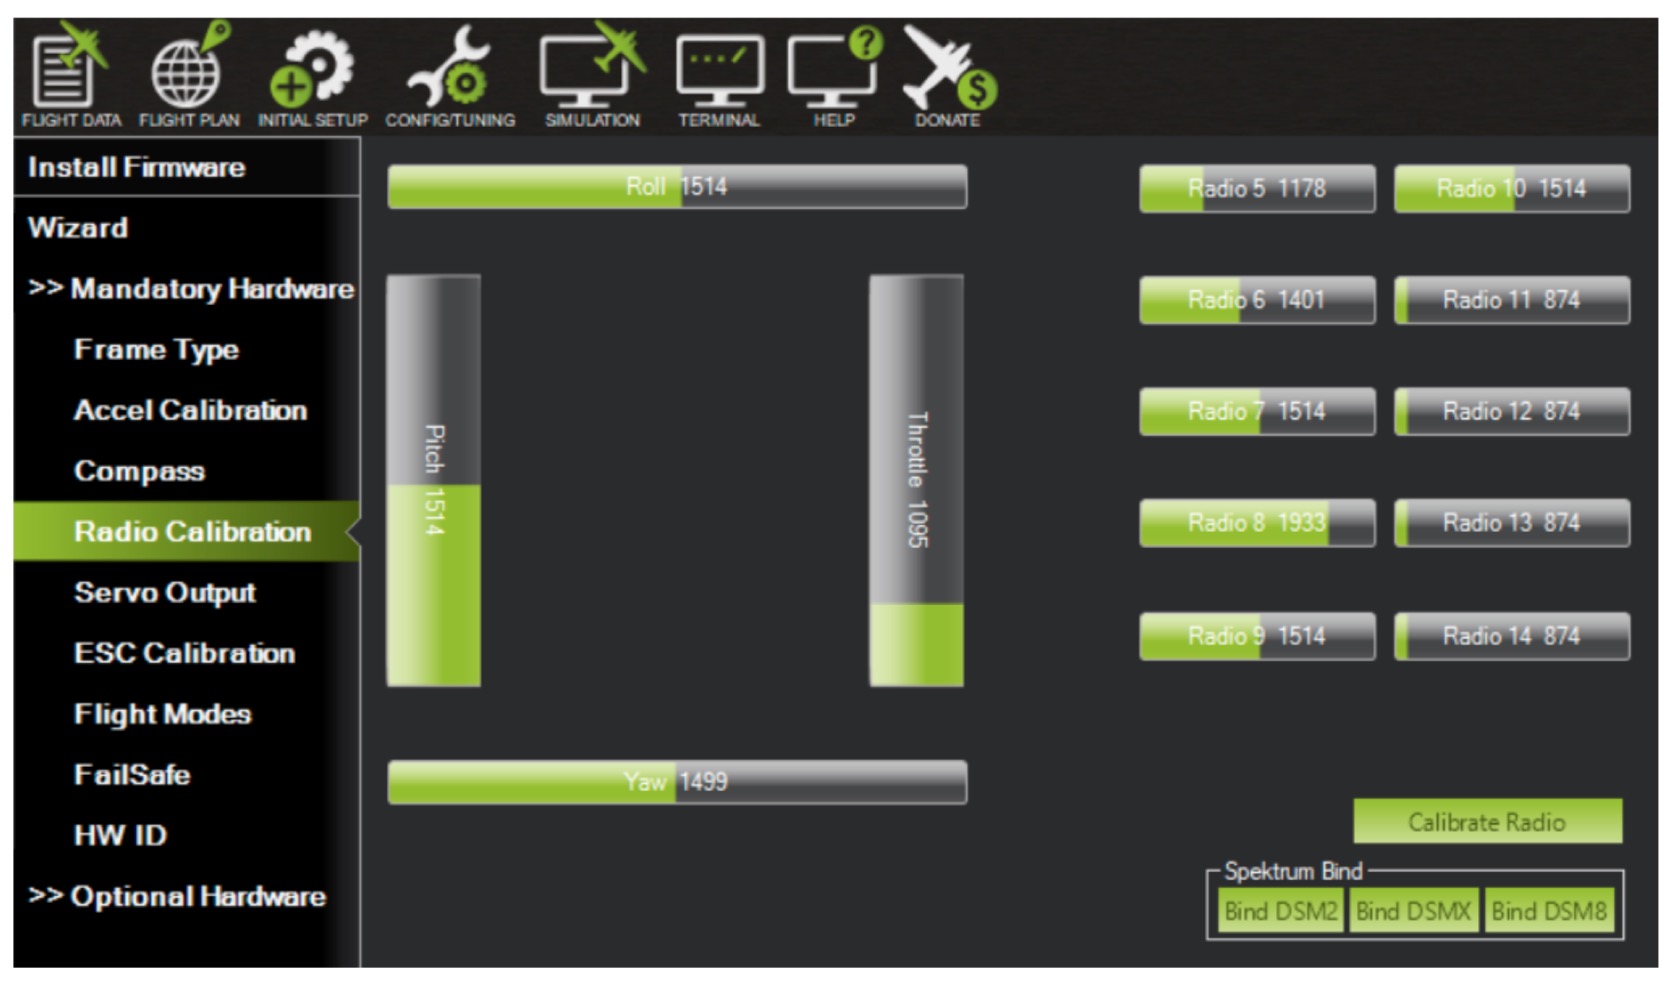 FLIGHT DATA FLIGHT PLAN INITIAL SETUP CONFIG/TUNING SIMULATION TERMINAL HELP DONATE
?
$
Install Firmware
Wizard
>> Mandatory Hardware
Frame Type
Accel Calibration
Compass
Radio Calibration
Servo Output
ESC Calibration
Flight Modes
FailSafe
HW ID
>> Optional Hardware
Roll 1514
Pitch 1514
Throttle 1095
Yaw 1499
Radio 5 1178
Radio 10 1514
Radio 6 1401
Radio 11 874
Radio 7 1514
Radio 12 874
Radio 8 1933
Radio 13 874
Radio 9 1514
Radio 14 874
Calibrate Radio
Spektrum Bind
Bind DSM2 Bind DSMX Bind DSM8